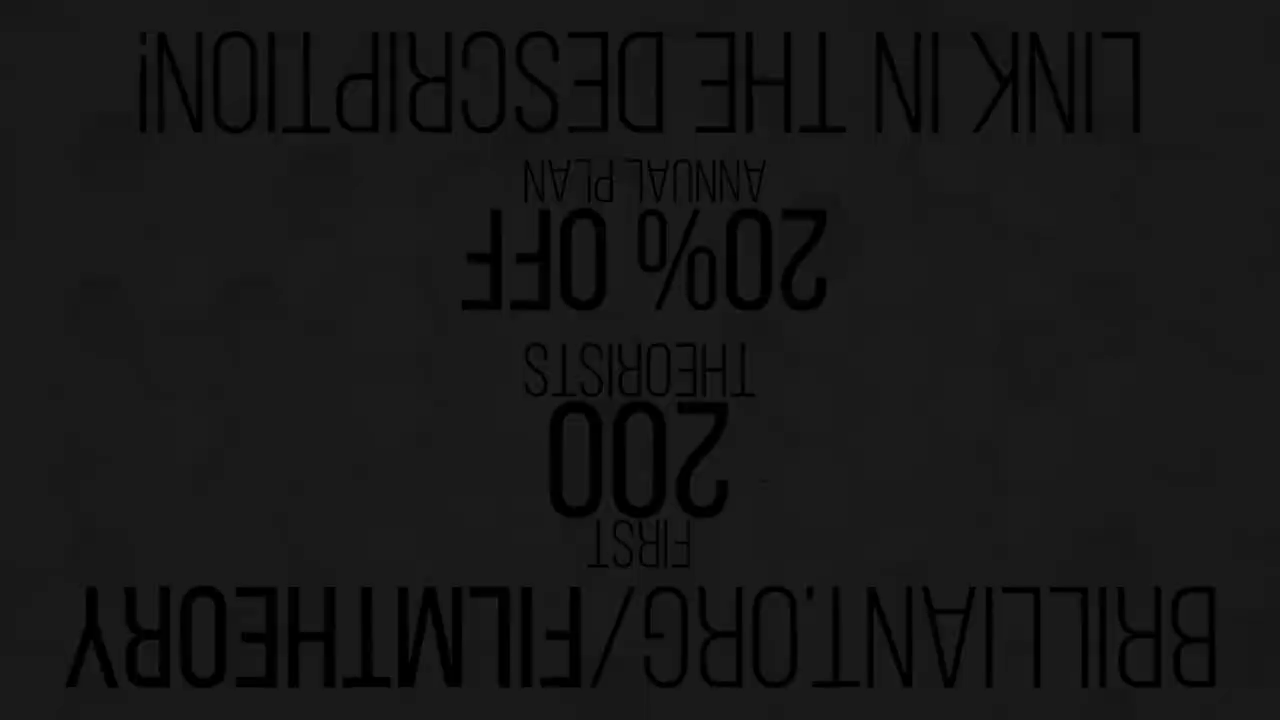 BRILLIANT.ORG/FILMTHEORY
FIRST
200
THEORISTS
20% OFF
ANNUAL PLAN
LINK IN THE DESCRIPTION!